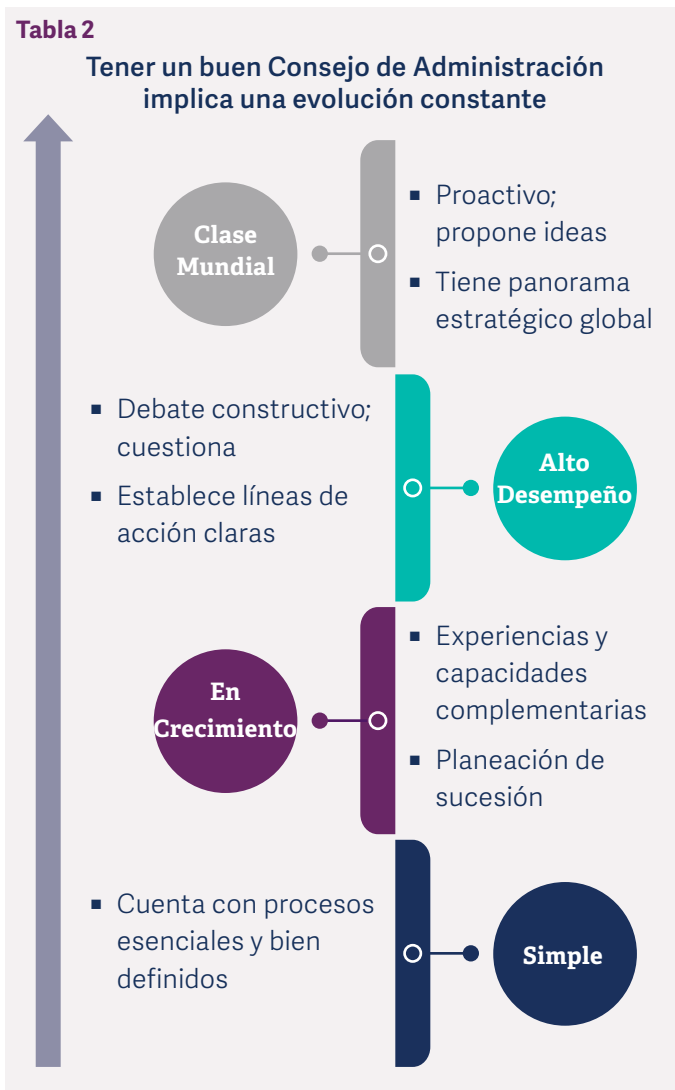 Tabla 2
Tener un buen Consejo de Administración
implica una evolución constante
Clase
Mundial
▪ Proactivo;
propone ideas
▪ Tiene panorama
estratégico global
▪ Debate constructivo;
cuestiona
▪ Establece líneas de
acción claras
Alto
Desempeño
En
Crecimiento
▪ Experiencias y
capacidades
complementarias
▪ Planeación de
sucesión
▪ Cuenta con procesos
esenciales y bien
definidos
Simple